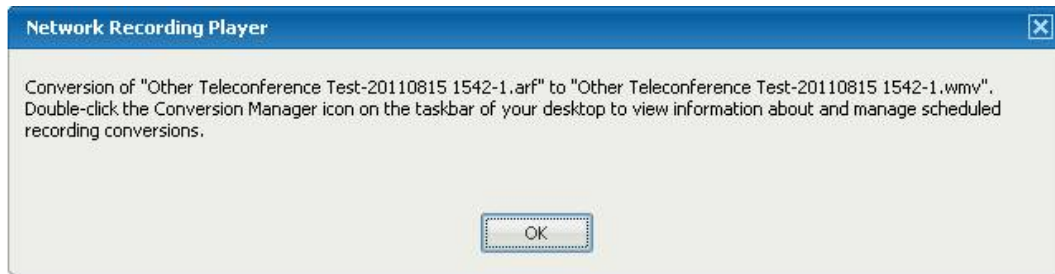 Network Recording Player
Conversion of "Other Teleconference Test-20110815 1542-1.arf" to "Other Teleconference Test-20110815 1542-1.wmv".
Double-click the Conversion Manager icon on the taskbar of your desktop to view information about and manage scheduled
recording conversions.
OK